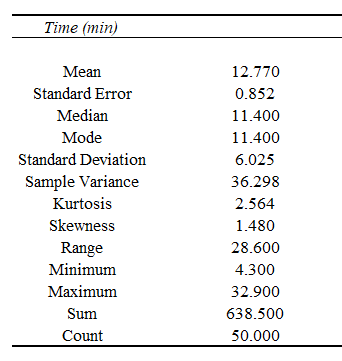 Time (min)
Mean 12.770
Standard Error 0.852
Median 11.400
Mode 11.400
Standard Deviation 6.025
Sample Variance 36.298
Kurtosis 2.564
Skewness 1.480
Range 28.600
Minimum 4.300
Maximum 32.900
Sum 638.500
Count 50.000